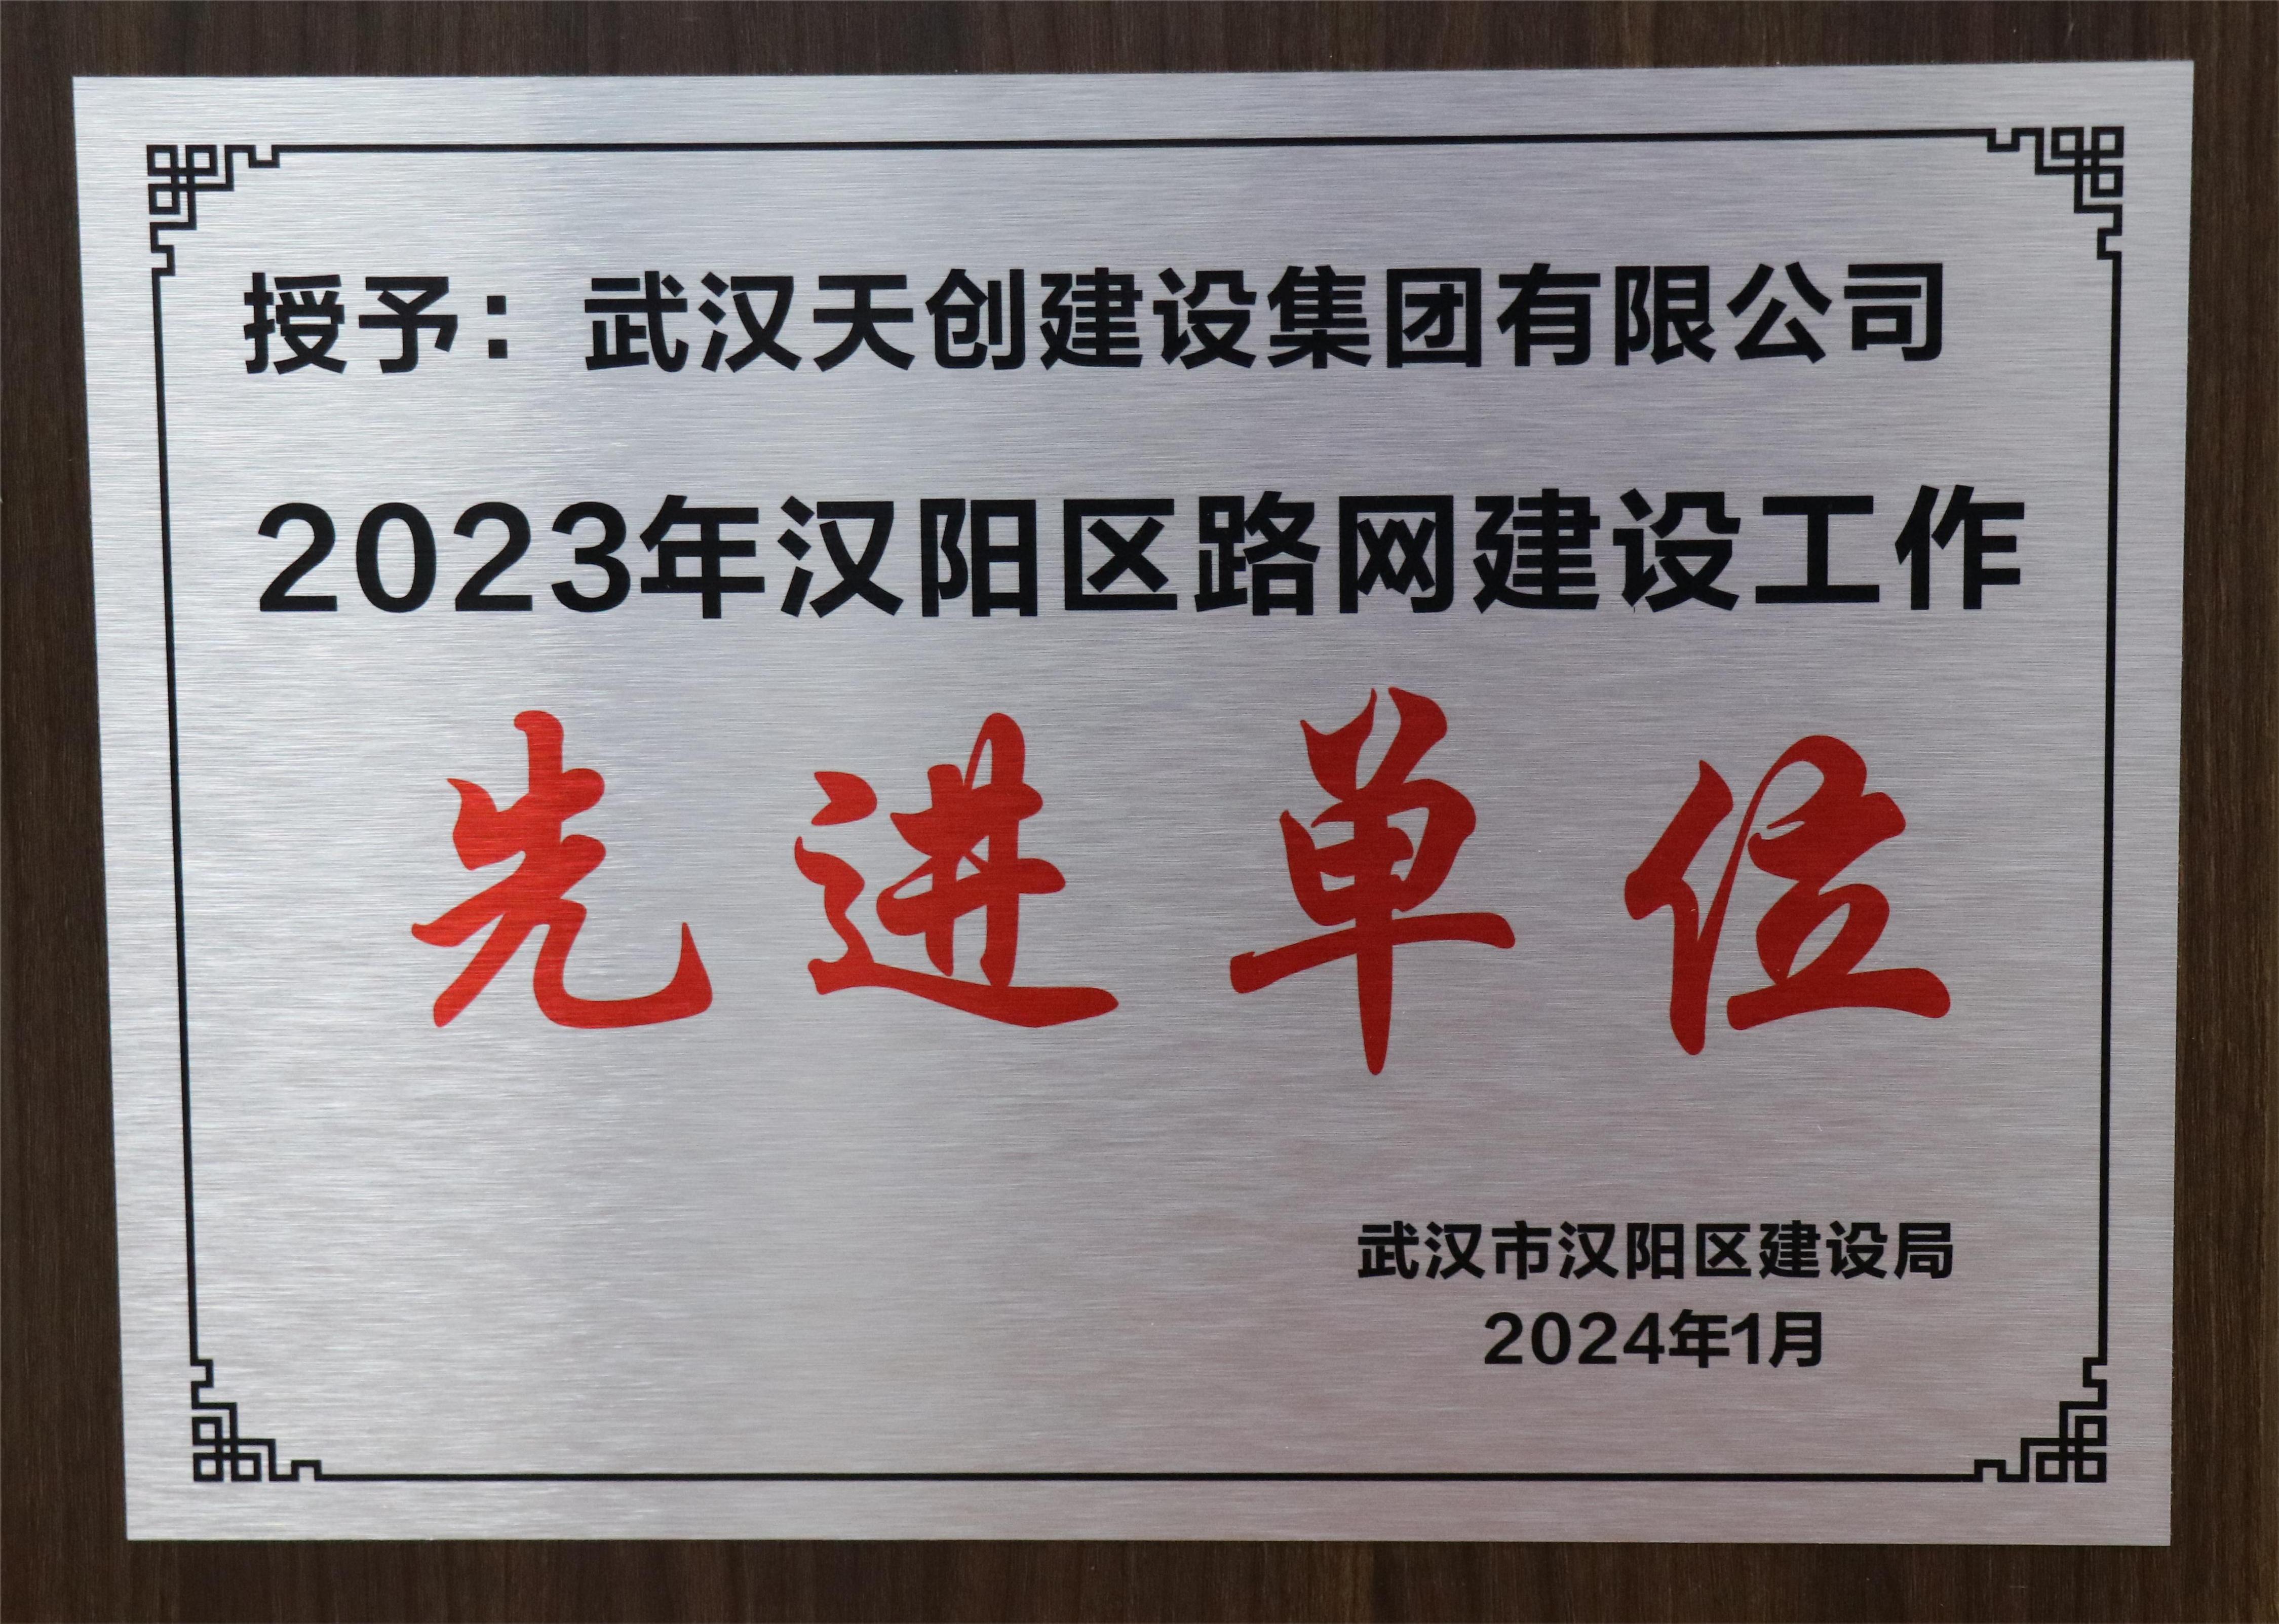 授予：武汉天创建设集团有限公司
2023年汉阳区路网建设工作
先进单位
武汉市汉阳区建设局
2024年1月